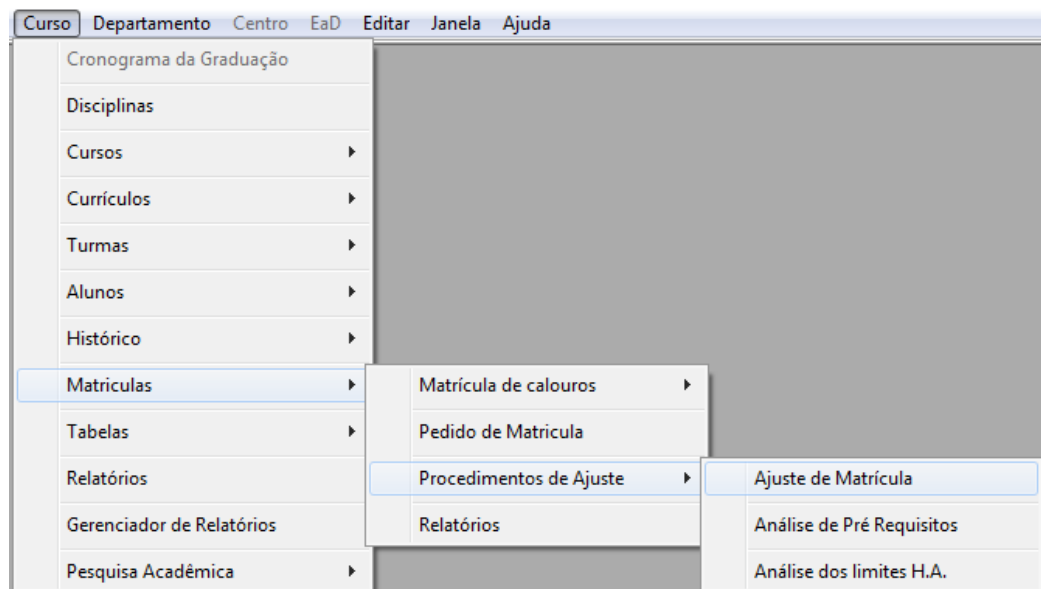 Curso Departamento Centro EaD Editar Janela Ajuda
Cronograma da Graduação
Disciplinas
Cursos
Currículos
Turmas
Alunos
Histórico
Matriculas
Tabelas
Relatórios
Gerenciador de Relatórios
Pesquisa Acadêmica
Matrícula de calouros
Pedido de Matricula
Procedimentos de Ajuste
Relatórios
Ajuste de Matrícula
Análise de Pré Requisitos
Análise dos limites H.A.